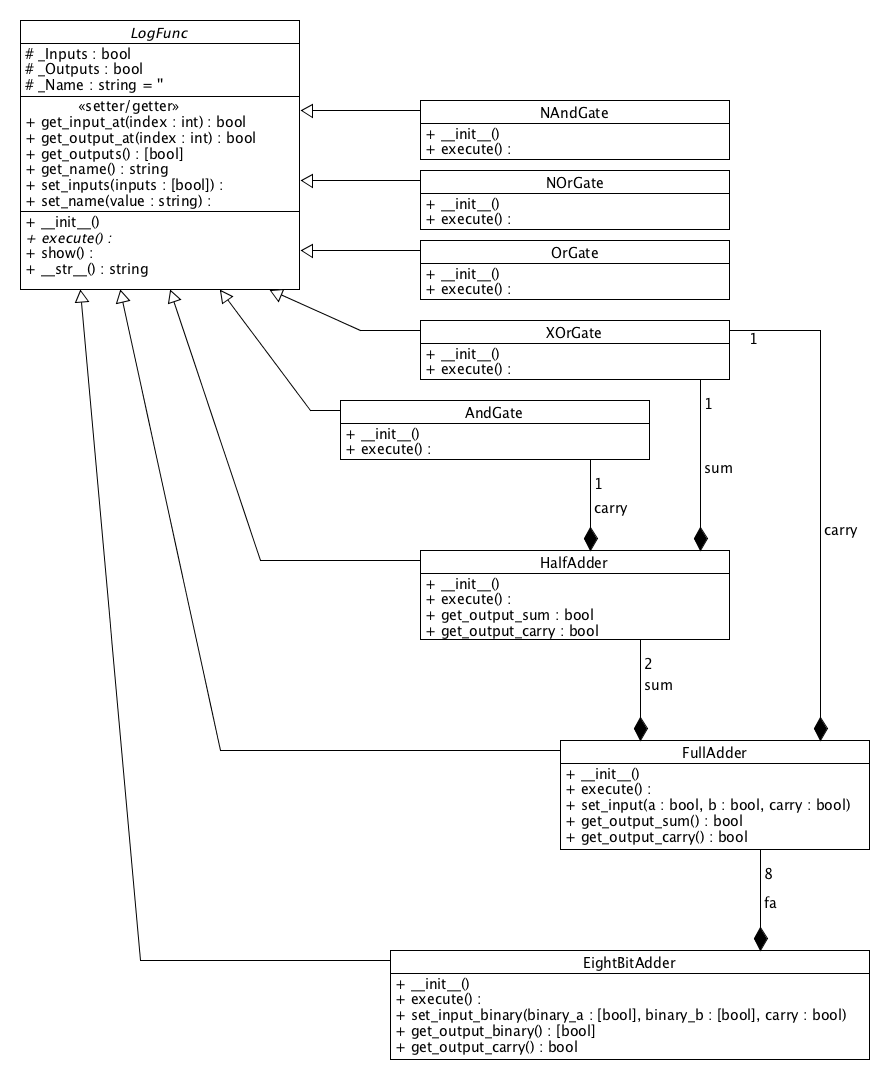 LogFunc
# _Inputs : bool
# _Outputs : bool
# _Name : string = ''
«setter/getter»
+ get_input_at(index : int) : bool
+ get_output_at(index : int) : bool
+ get_outputs() : [bool]
+ get_name() : string
+ set_inputs(inputs : [bool]) :
+ set_name(value : string) :
+ __init__()
+ execute() :
+ show() :
+ __str__() : string
NAndGate
+ __init__()
+ execute() :
NOrGate
+ __init__()
+ execute() :
OrGate
+ __init__()
+ execute() :
XOrGate
+ __init__()
+ execute() :
1
1
sum
AndGate
+ __init__()
+ execute() :
1
carry
carry
HalfAdder
+ __init__()
+ execute() :
+ get_output_sum : bool
+ get_output_carry : bool
2
sum
FullAdder
+ __init__()
+ execute() :
+ set_input(a : bool, b : bool, carry : bool)
+ get_output_sum() : bool
+ get_output_carry() : bool
8
fa
EightBitAdder
+ __init__()
+ execute() :
+ set_input_binary(binary_a : [bool], binary_b : [bool], carry : bool)
+ get_output_binary() : [bool]
+ get_output_carry() : bool